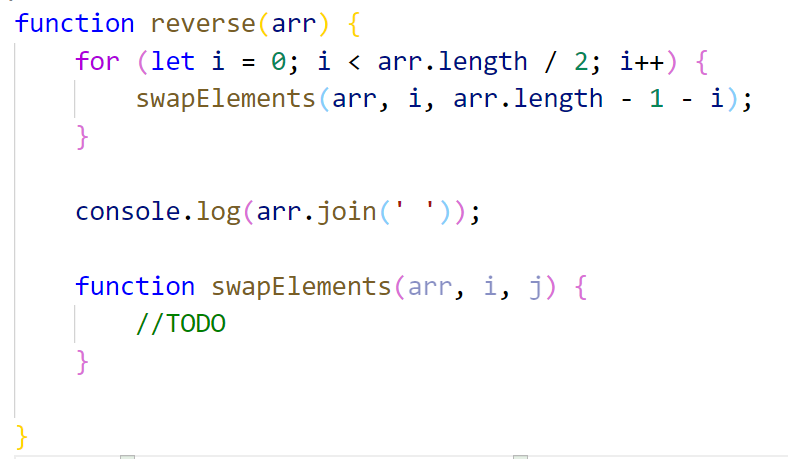 function reverse(arr) {
for (let i = 0; i < arr.length / 2; i++) {
swapElements(arr, i, arr.length - 1 - i);
}
console.log(arr.join(' '));
function swapElements(arr, i, j) {
//TODO
}
}